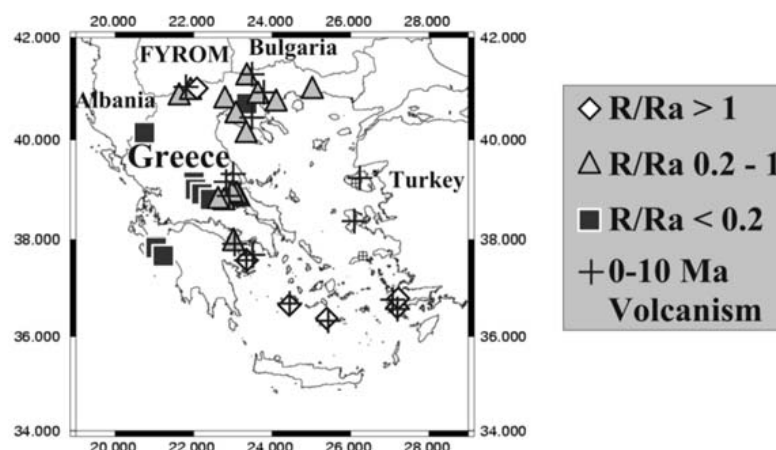 20.000 22.000 24.000 26.000 28.000
42.000 42.000
FYROM Bulgaria
Albania
40.000 40.000
Greece
Turkey
38.000 38.000
36.000 36.000
34.000 34.000
20.000 22.000 24.000 26.000 28.000
R/Ra > 1
R/Ra 0.2 - 1
R/Ra < 0.2
0-10 Ma
Volcanism